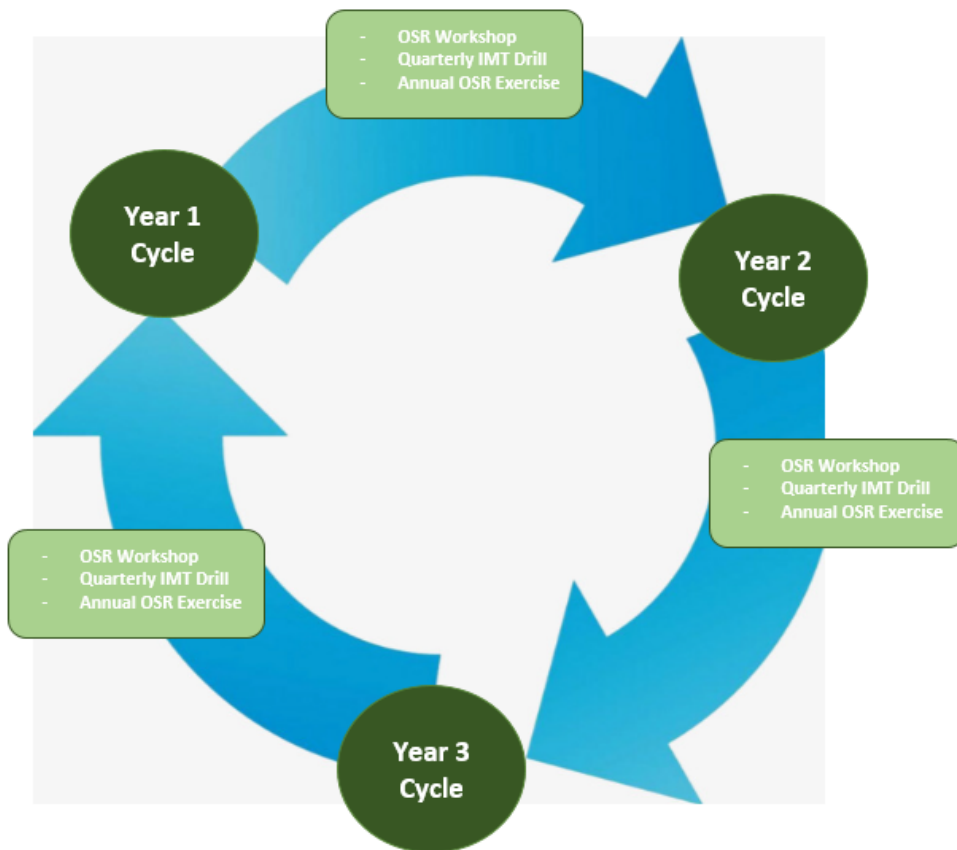 - OSR Workshop
- Quarterly IMT Drill
- Annual OSR Exercise
Year 1
Cycle
Year 2
Cycle
- OSR Workshop
- Quarterly IMT Drill
- Annual OSR Exercise
- OSR Workshop
- Quarterly IMT Drill
- Annual OSR Exercise
Year 3
Cycle